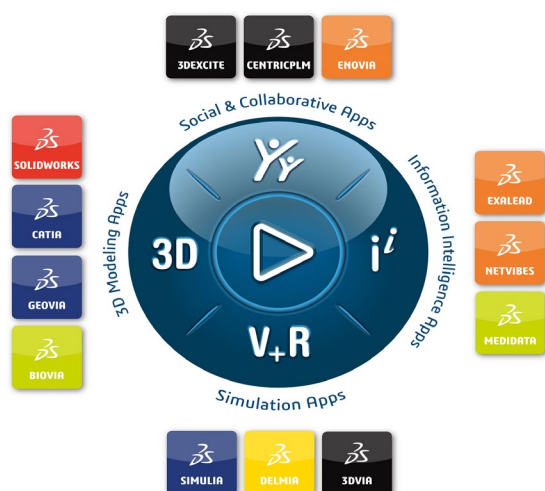 3DEXCITE
CENTRICPLM
ENOVIA
Social & Collaborative Apps
SOLIDWORKS
CATIA
GEOVIA
BIOVIA
3D Modeling Apps
3D
i i
V+R
Information Intelligence Apps
EXALEAD
NETVIBES
MEDIDATA
Simulation Apps
SIMULIA
DELMIA
3DVIA